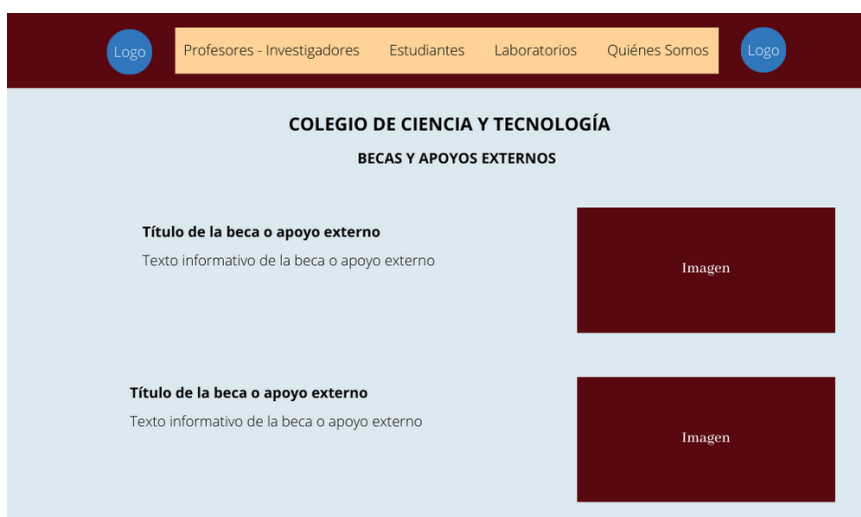 Logo
Profesores - Investigadores
Estudiantes
Laboratorios
Quiénes Somos
Logo
COLEGIO DE CIENCIA Y TECNOLOGÍA
BECAS Y APOYOS EXTERNOS
Título de la beca o apoyo externo
Texto informativo de la beca o apoyo externo
Imagen
Título de la beca o apoyo externo
Texto informativo de la beca o apoyo externo
Imagen